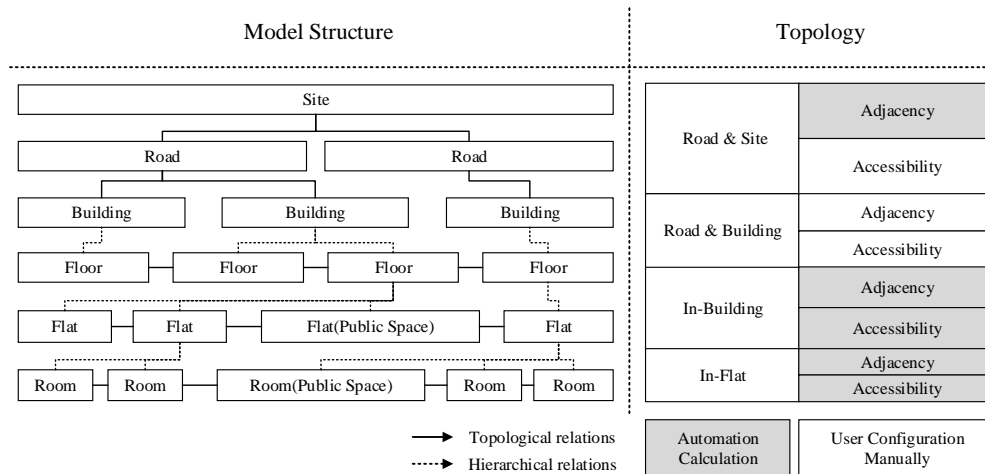 Model Structure
Topology
Site
Road
Road
Building
Building
Building
Floor
Floor
Floor
Floor
Flat
Flat
Flat(Public Space)
Flat
Room
Room
Room(Public Space)
Room
Room
Topological relations
Hierarchical relations
Road & Site
Adjacency
Accessibility
Road & Building
Adjacency
Accessibility
In-Building
Adjacency
Accessibility
In-Flat
Adjacency
Accessibility
Automation
Calculation
User Configuration
Manually